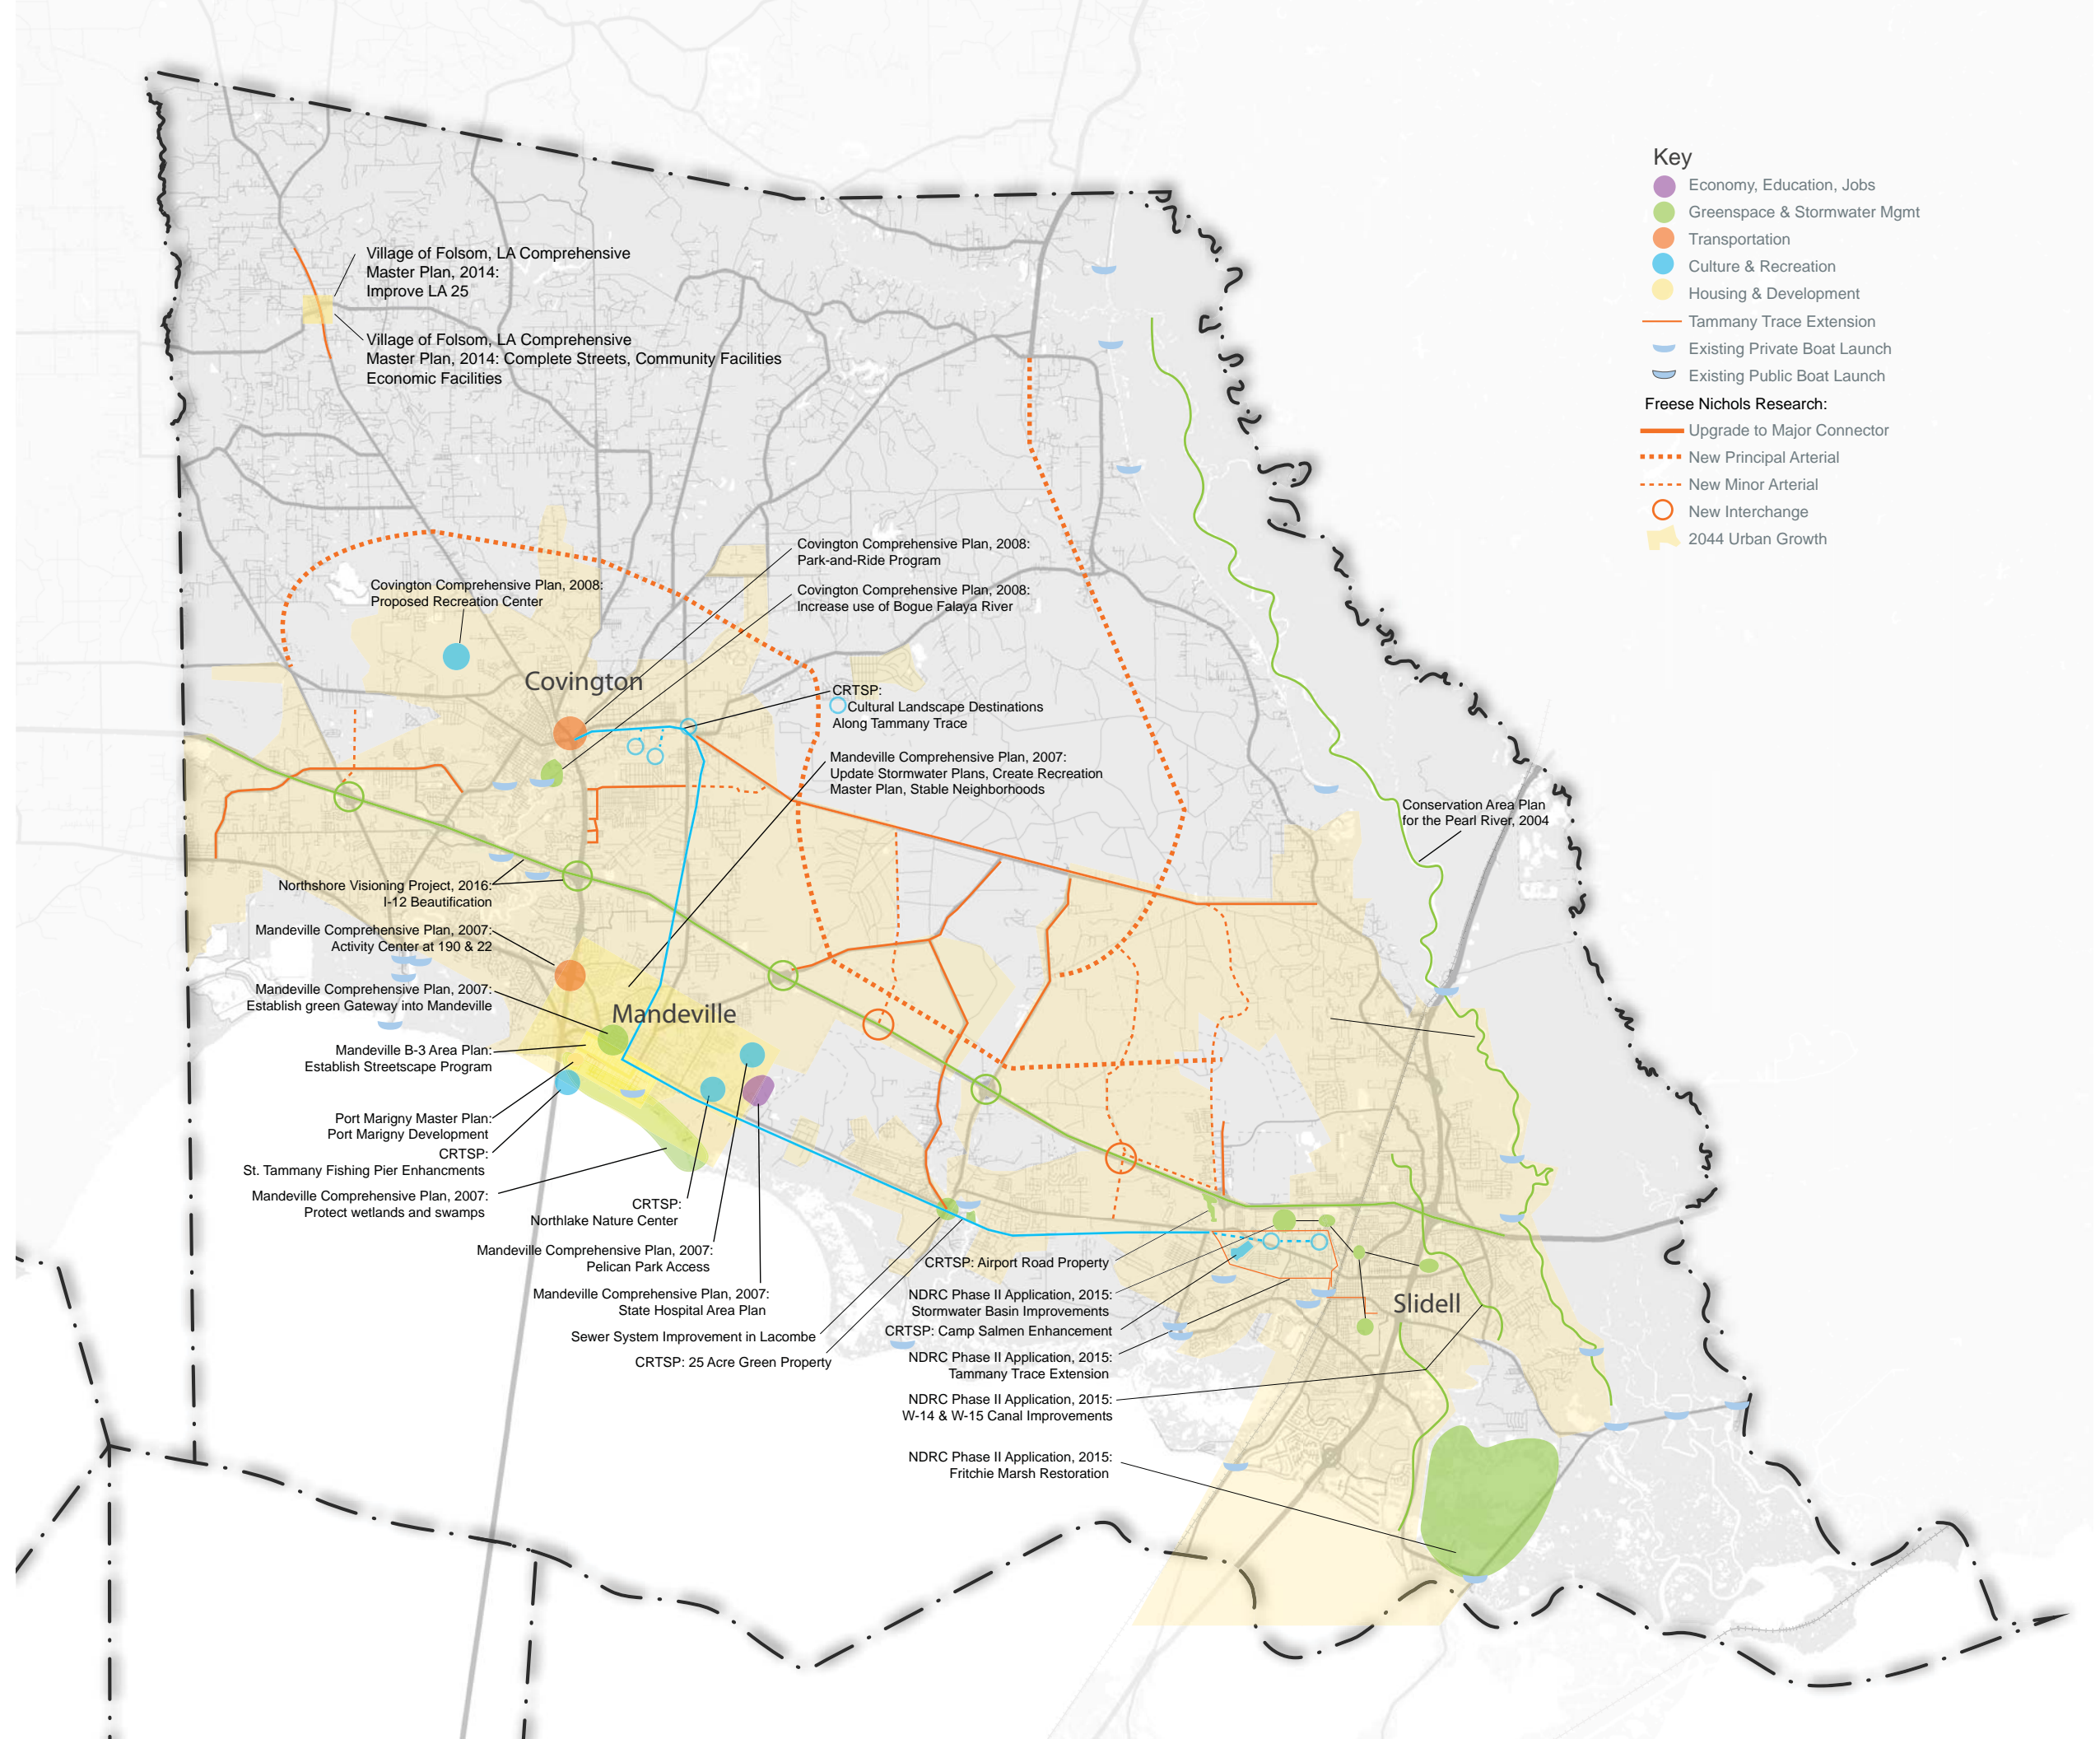 Key
Economy, Education, Jobs
Greenspace & Stormwater Mgmt
Transportation
Culture & Recreation
Housing & Development
Tammany Trace Extension
Existing Private Boat Launch
Existing Public Boat Launch
Freese Nichols Research:
Upgrade to Major Connector
New Principal Arterial
New Minor Arterial
New Interchange
2044 Urban Growth
Village of Folsom, LA Comprehensive
Master Plan, 2014:
Improve LA 25
Village of Folsom, LA Comprehensive
Master Plan, 2014: Complete Streets, Community Facilities
Economic Facilities
Covington Comprehensive Plan, 2008:
Park-and-Ride Program
Covington Comprehensive Plan, 2008:
Proposed Recreation Center
Covington Comprehensive Plan, 2008:
Increase use of Bogue Falaya River
Covington
CRTSP:
Cultural Landscape Destinations
Along Tammany Trace
Mandeville Comprehensive Plan, 2007:
Update Stormwater Plans, Create Recreation
Master Plan, Stable Neighborhoods
Conservation Area Plan
for the Pearl River, 2004
Northshore Visioning Project, 2016:
I-12 Beautification
Mandeville Comprehensive Plan, 2007:
Activity Center at 190 & 22
Mandeville Comprehensive Plan, 2007:
Establish green Gateway into Mandeville
Mandeville
Mandeville B-3 Area Plan:
Establish Streetscape Program
Port Marigny Master Plan:
Port Marigny Development
CRTSP:
St. Tammany Fishing Pier Enhancments
Mandeville Comprehensive Plan, 2007:
Protect wetlands and swamps
CRTSP:
Northlake Nature Center
Mandeville Comprehensive Plan, 2007:
Pelican Park Access
Mandeville Comprehensive Plan, 2007:
State Hospital Area Plan
Sewer System Improvement in Lacombe
CRTSP: 25 Acre Green Property
CRTSP: Airport Road Property
NDRC Phase II Application, 2015:
Stormwater Basin Improvements
CRTSP: Camp Salmen Enhancement
Slidell
NDRC Phase II Application, 2015:
Tammany Trace Extension
NDRC Phase II Application, 2015:
W-14 & W-15 Canal Improvements
NDRC Phase II Application, 2015:
Fritchie Marsh Restoration